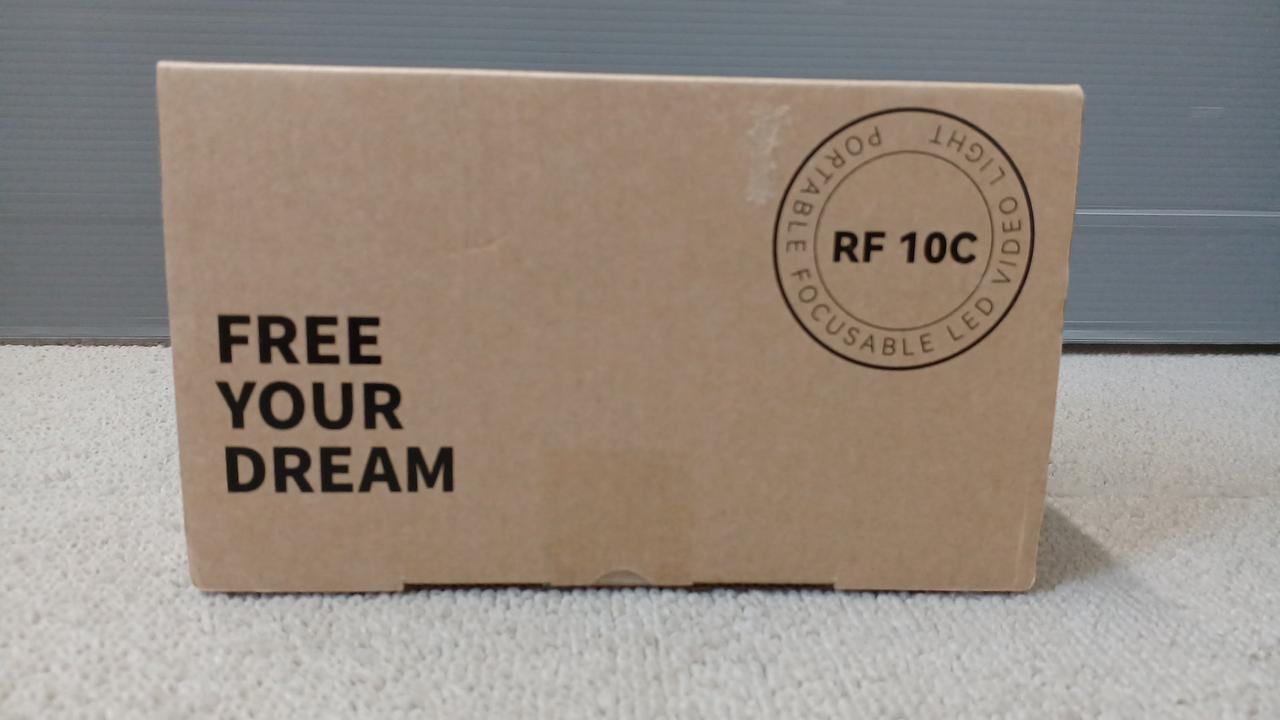 FREE
YOUR
DREAM
PORTABLE FOCUSABLE LED VIDEO LIGHT
RF 10C